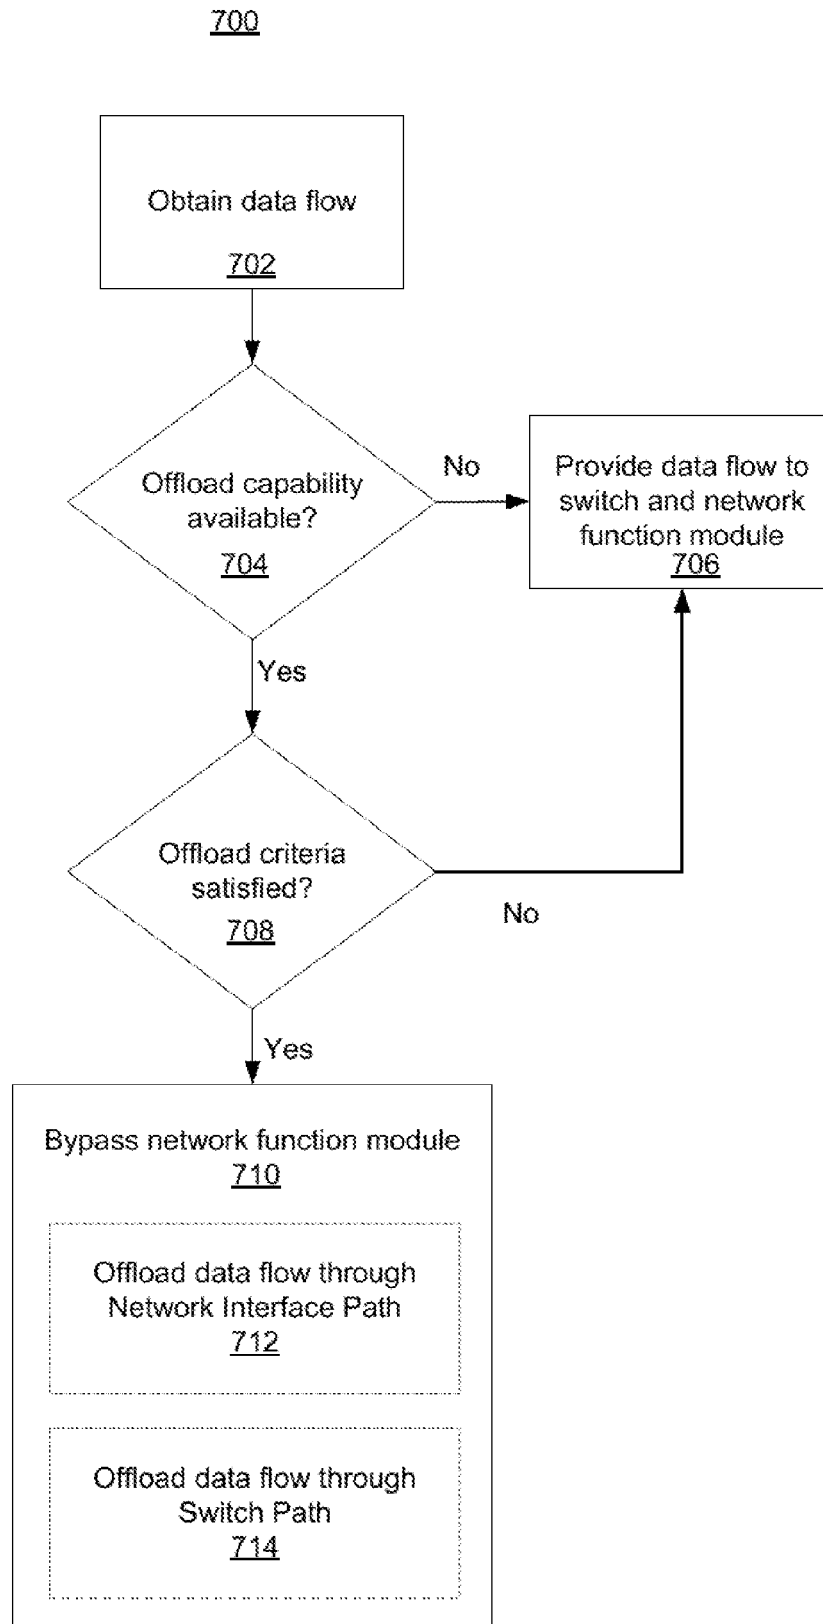 700
Obtain data flow
702
Offload capability
available?
704
No
Provide data flow to
switch and network
function module
706
Yes
Offload criteria
satisfied?
708
No
Yes
Bypass network function module
710
Offload data flow through
Network Interface Path
712
Offload data flow through
Switch Path
714